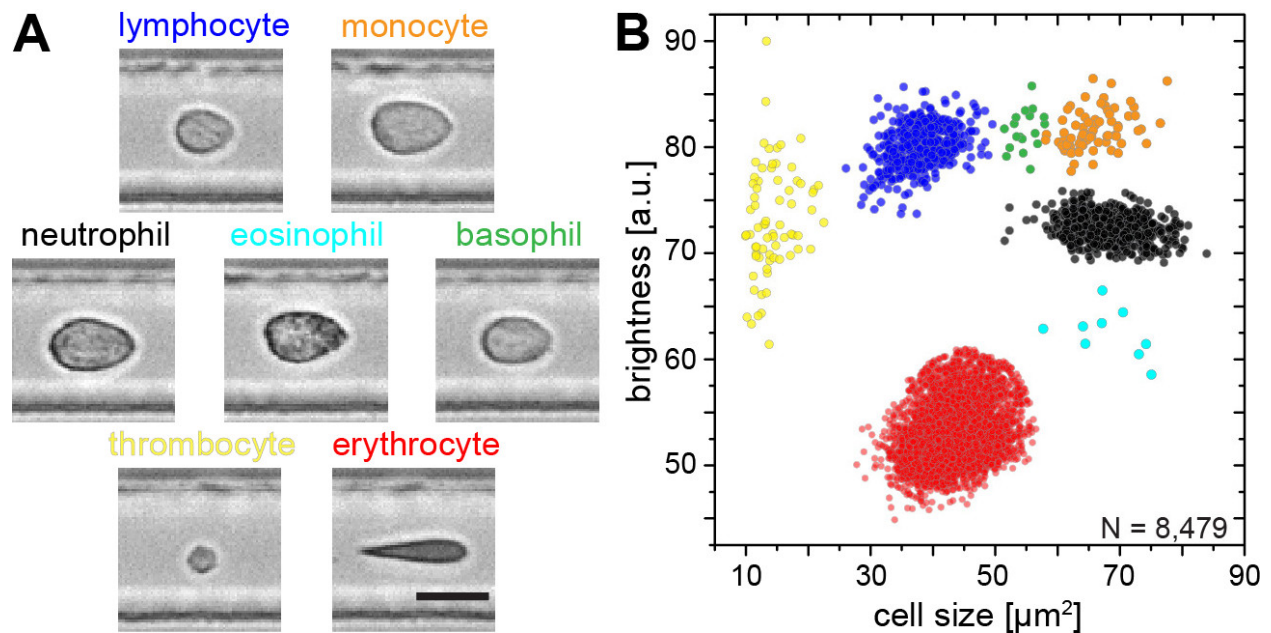 A
lymphocyte
monocyte
neutrophil
eosinophil
basophil
thrombocyte
erythrocyte
B
brightness [a.u.]
90
80
70
60
50
N = 8,479
10
30
50
70
90
cell size [µm²]